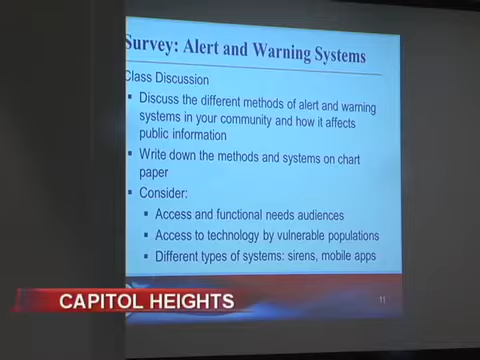 Survey: Alert and Warning Systems
Class Discussion
▪ Discuss the different methods of alert and warning
systems in your community and how it affects
public information
▪ Write down the methods and systems on chart
paper
▪ Consider:
▪ Access and functional needs audiences
▪ Access to technology by vulnerable populations
▪ Different types of systems: sirens, mobile apps
11
CAPITOL HEIGHTS